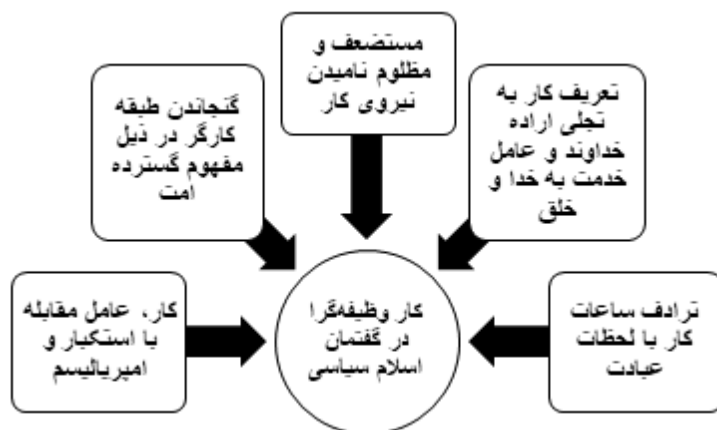 مستضعف و
مظلوم نامیدن
نیروی کار
تعریف کار به
تجلی اراده
خداوند و عامل
خدمت به خدا و
خلق
گنجاندن طبقه
کارگر در ذیل
مفهوم گسترده
امت
ترادف ساعات
کار با لحظات
عبادت
کار وظیفه‌گرا
در گفتمان
اسلام سیاسی
کار، عامل مقابله
با استکبار و
امپریالیسم